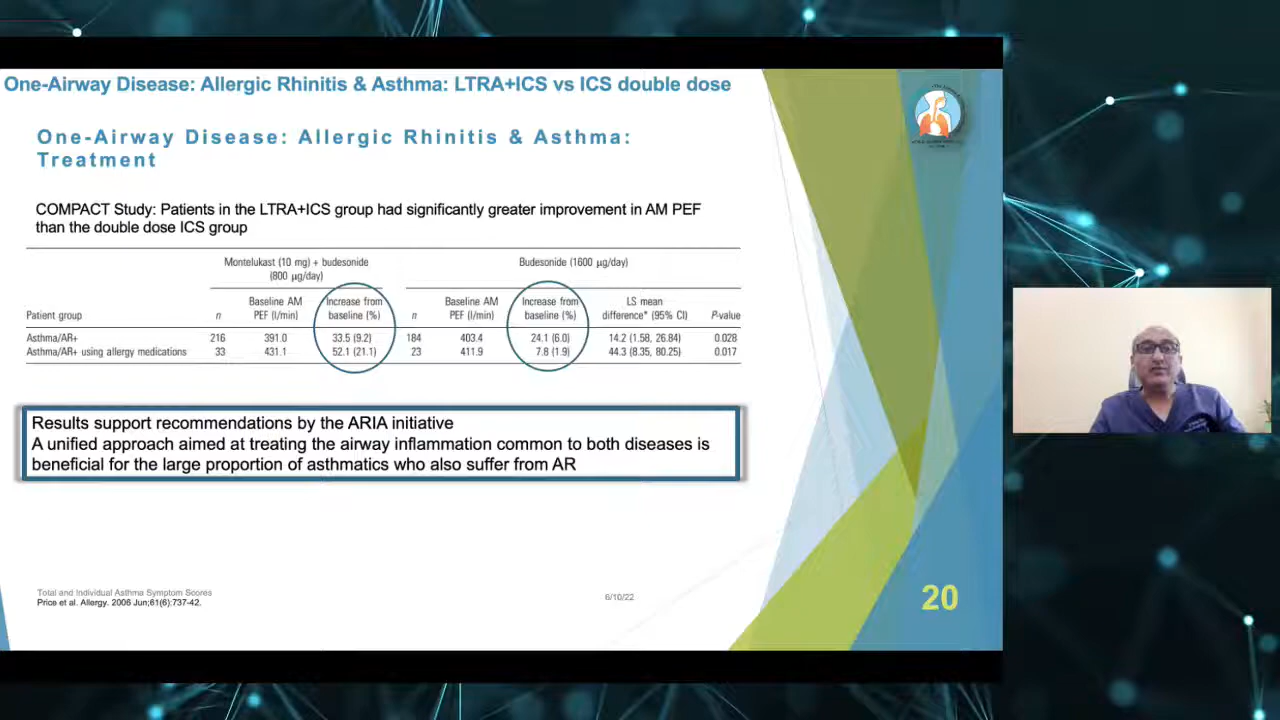 One-Airway Disease: Allergic Rhinitis & Asthma: LTRA+ICS vs ICS double dose
One-Airway Disease: Allergic Rhinitis & Asthma:
Treatment
COMPACT Study: Patients in the LTRA+ICS group had significantly greater improvement in AM PEF
than the double dose ICS group
Montelukast (10 mg) + budesonide Budesonide (1600 µg/day)
(800 µg/day)
Baseline AM Increase from Baseline AM Increase from LS mean
Patient group n PEF (l/min) baseline (%) n PEF (l/min) baseline (%) difference* (95% CI) P-value
Asthma/AR+ 216 391.0 33.5 (9.2) 184 403.4 24.1 (6.0) 14.2 (1.58, 26.84) 0.028
Asthma/AR+ using allergy medications 33 431.1 52.1 (21.1) 23 411.9 7.8 (1.9) 44.3 (8.35, 80.25) 0.017
Results support recommendations by the ARIA initiative
A unified approach aimed at treating the airway inflammation common to both diseases is
beneficial for the large proportion of asthmatics who also suffer from AR
Total and Individual Asthma Symptom Scores
Price et al. Allergy. 2006 Jun;61(6):737-42.
6/10/22
20